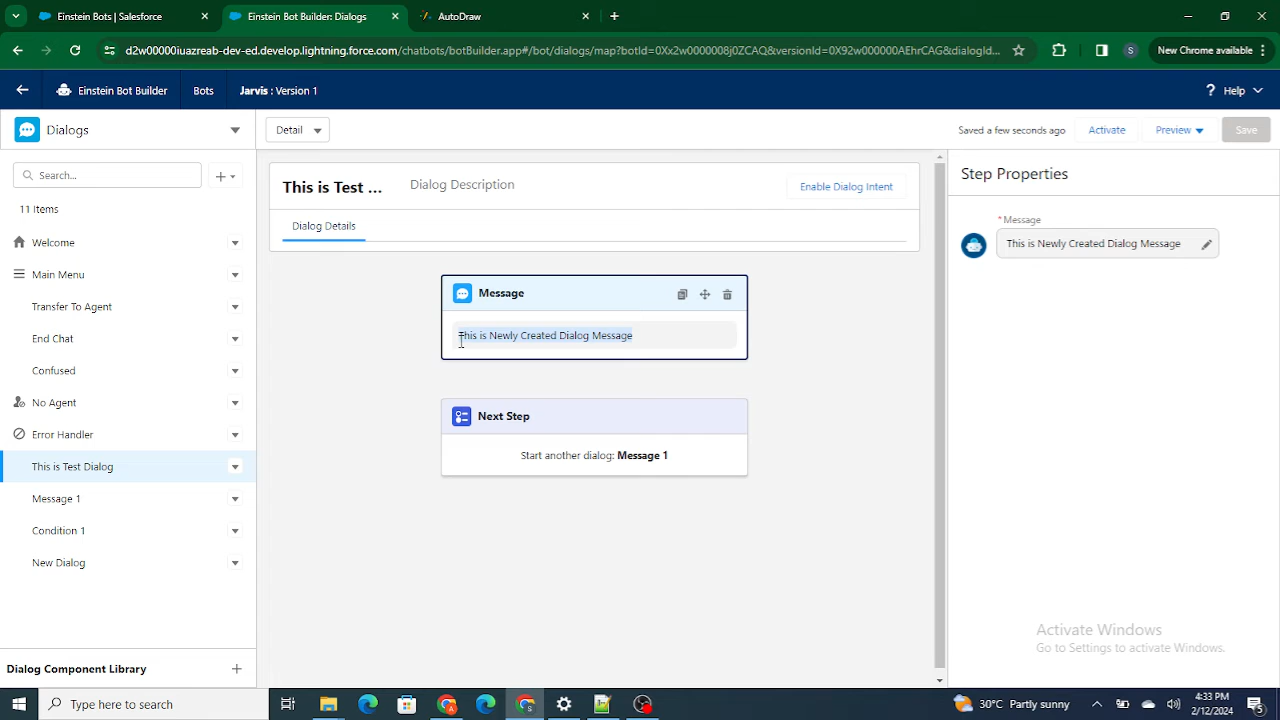 Einstein Bots | Salesforce
Einstein Bot Builder: Dialogs
AutoDraw
d2w00000iuazreab-dev-ed.develop.lightning.force.com/chatbots/botBuilder.app#/bot/dialogs/map?botId=0Xx2w0000008j0ZCAQ&versionId=0X92w000000AEhrCAG&dialogId...
S
New Chrome available
Einstein Bot Builder
Bots
Jarvis : Version 1
? Help
Dialogs
Detail
Saved a few seconds ago
Activate
Preview
Save
Search...
11 Items
Welcome
Main Menu
Transfer To Agent
End Chat
Confused
No Agent
Error Handler
This is Test Dialog
Message 1
Condition 1
New Dialog
Dialog Component Library
This is Test ...
Dialog Description
Enable Dialog Intent
Dialog Details
Message
This is Newly Created Dialog Message
Next Step
Start another dialog: Message 1
Step Properties
* Message
This is Newly Created Dialog Message
Activate Windows
Go to Settings to activate Windows.
Type here to search
30°C Partly sunny
4:33 PM
2/12/2024